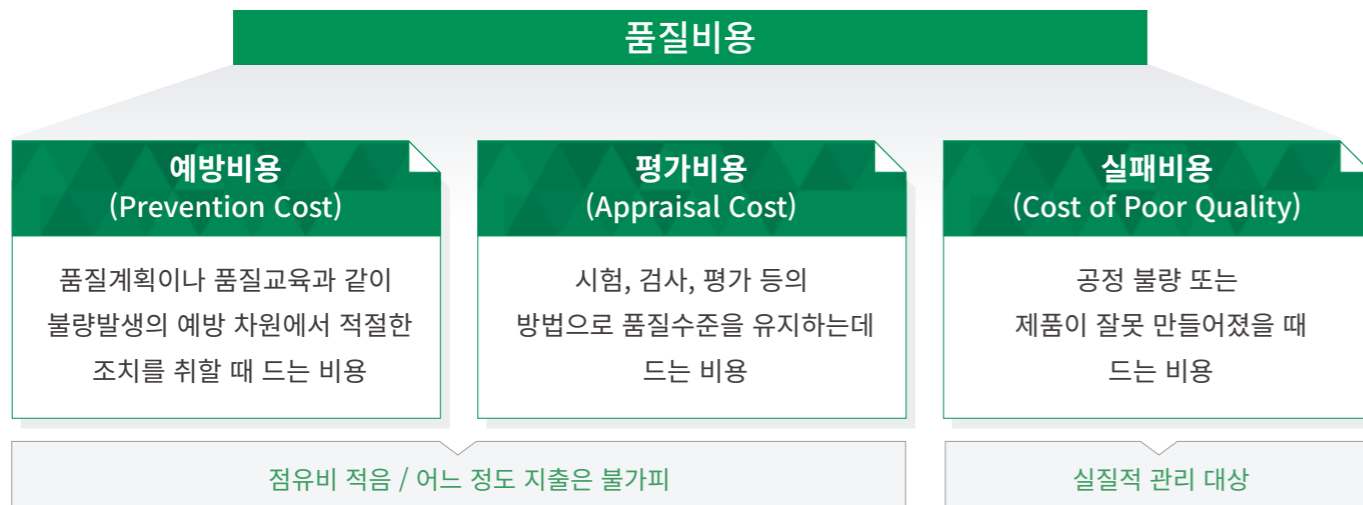 품질비용
예방비용
(Prevention Cost)
품질계획이나 품질교육과 같이
불량발생의 예방 차원에서 적절한
조치를 취할 때 드는 비용
평가비용
(Appraisal Cost)
시험, 검사, 평가 등의
방법으로 품질수준을 유지하는데
드는 비용
실패비용
(Cost of Poor Quality)
공정 불량 또는
제품이 잘못 만들어졌을 때
드는 비용
점유비 적음 / 어느 정도 지출은 불가피
실질적 관리 대상